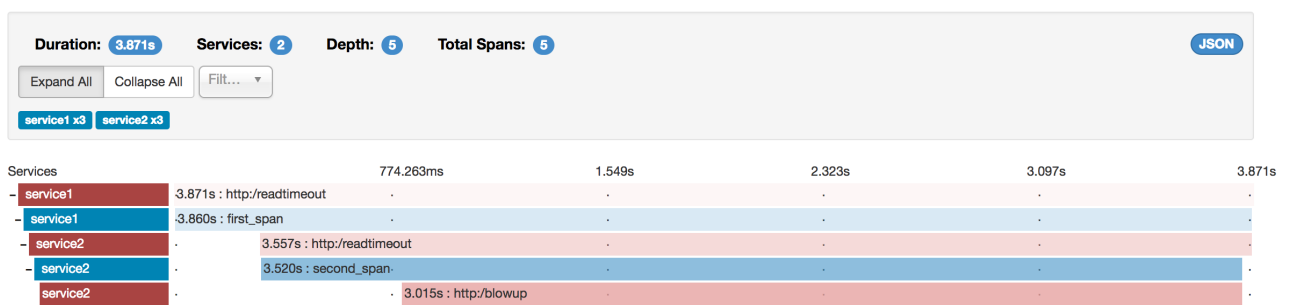 Duration: 3.871s Services: 2 Depth: 5 Total Spans: 5 JSON
Expand All Collapse All Filt...
service1 x3 service2 x3
Services 774.263ms 1.549s 2.323s 3.097s 3.871s
- service1 3.871s : http:/readtimeout
- service1 3.860s : first_span
- service2 3.557s : http:/readtimeout
- service2 3.520s : second_span
service2 3.015s : http:/blowup